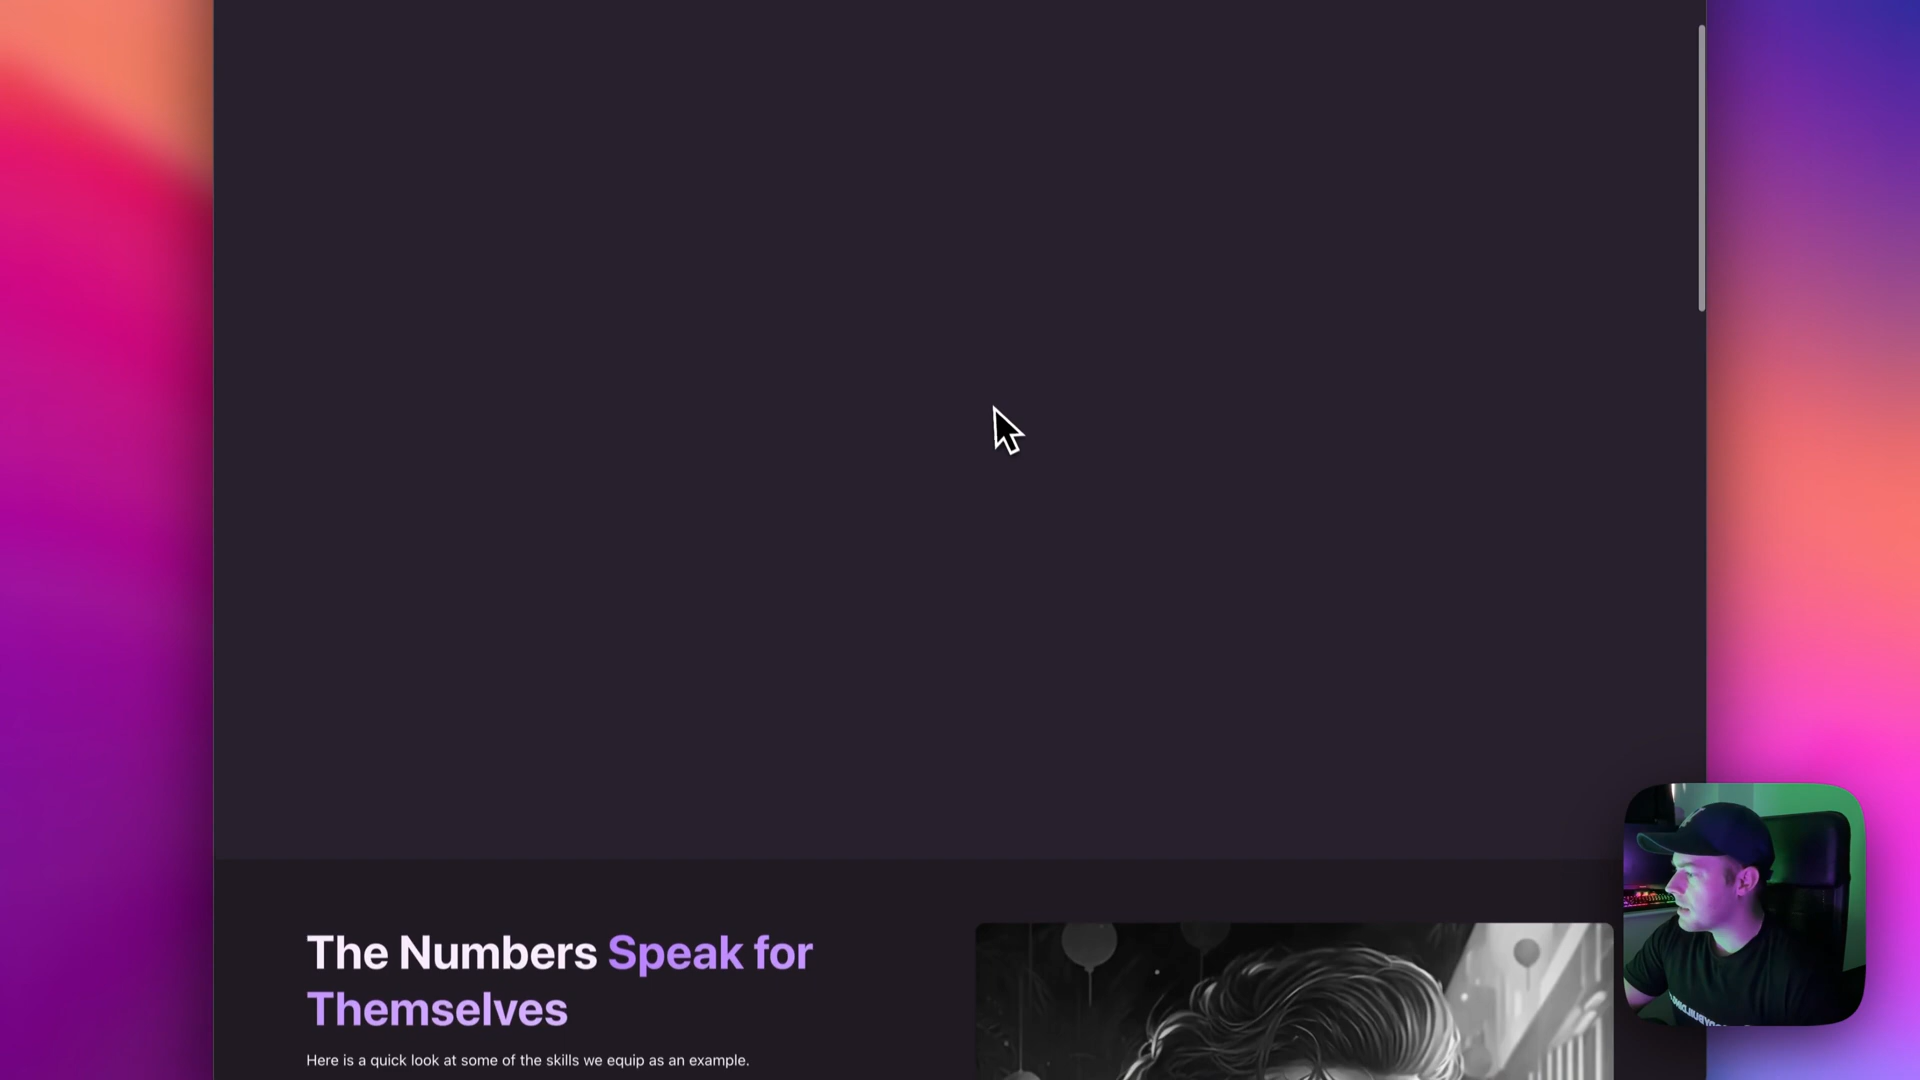 The Numbers Speak for
Themselves
Here is a quick look at some of the skills we equip as an example.